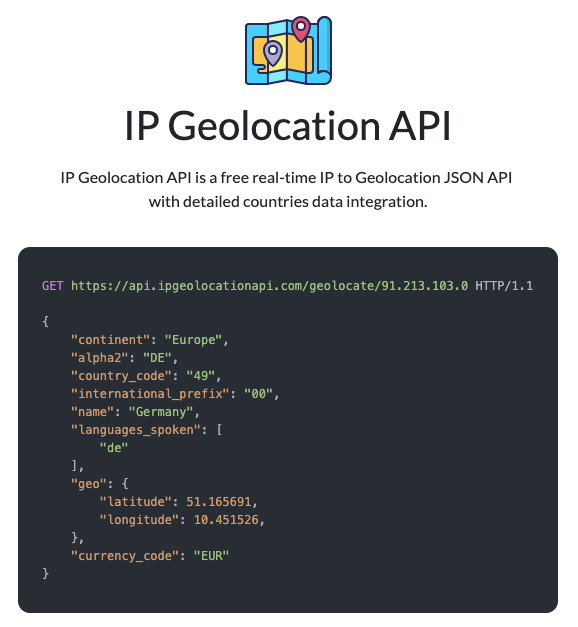 IP Geolocation API
IP Geolocation API is a free real-time IP to Geolocation JSON API
with detailed countries data integration.
GET https://api.ipgeolocationapi.com/geolocate/91.213.103.0 HTTP/1.1
{
    "continent": "Europe",
    "alpha2": "DE",
    "country_code": "49",
    "international_prefix": "00",
    "name": "Germany",
    "languages_spoken": [
        "de"
    ],
    "geo": {
        "latitude": 51.165691,
        "longitude": 10.451526,
    },
    "currency_code": "EUR"
}